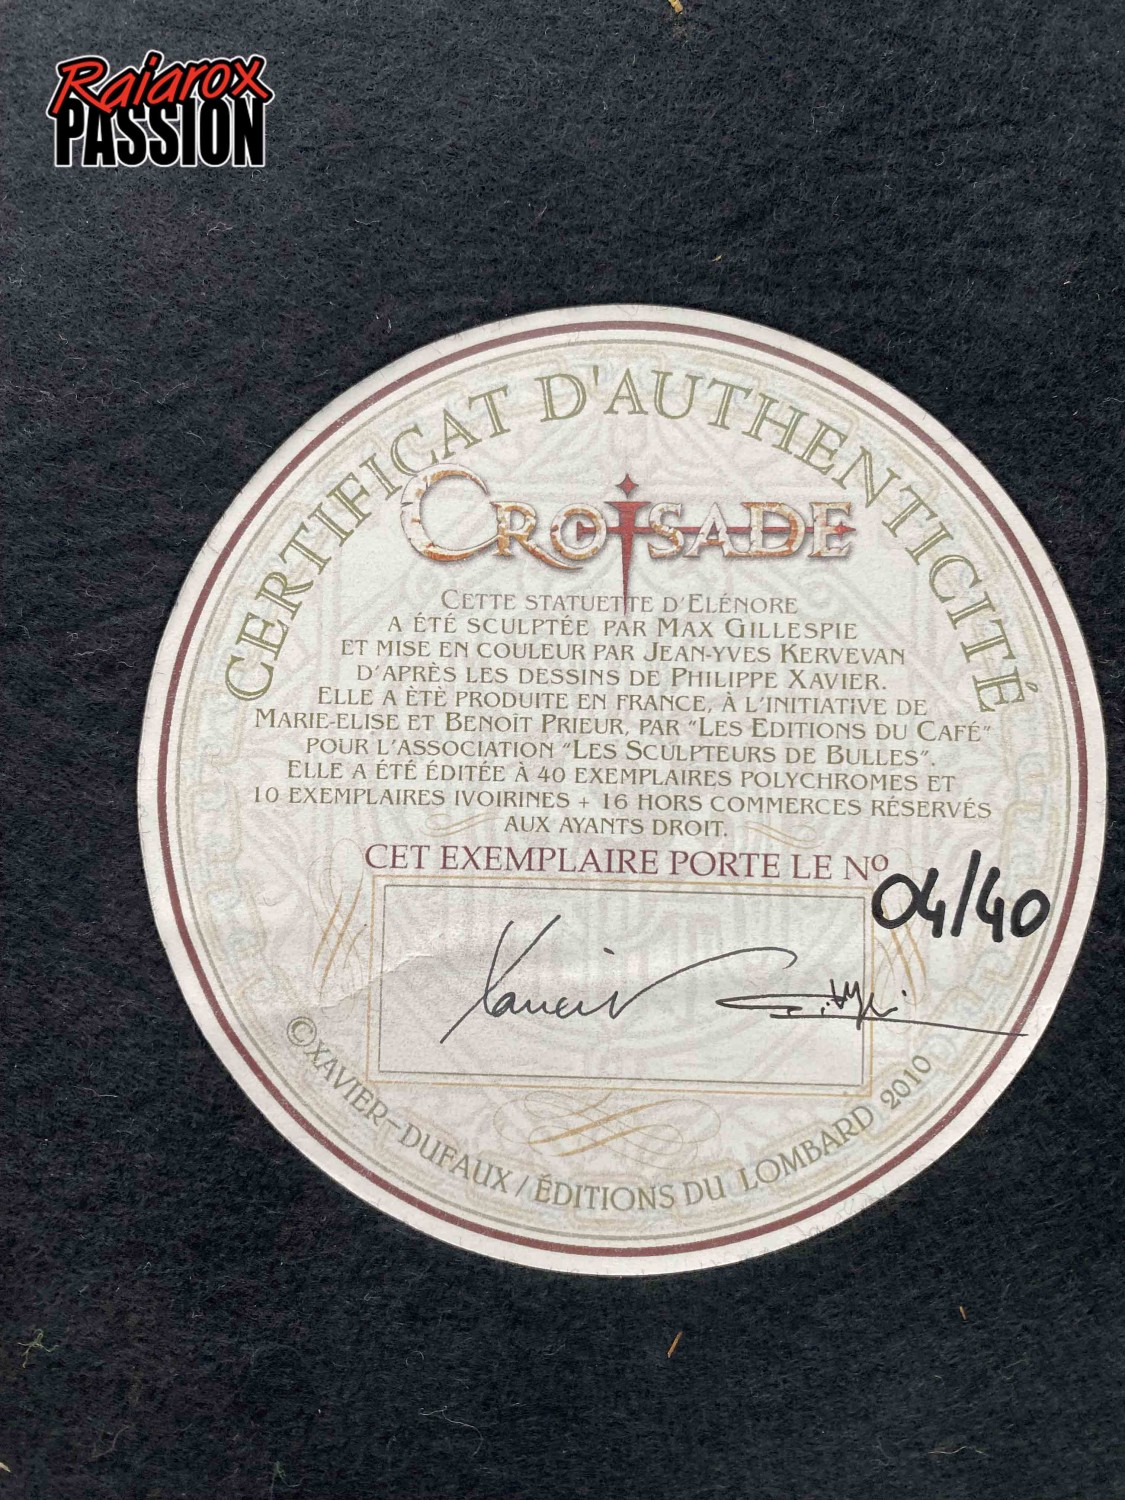 Raiarox
PASSION
CERTIFICAT D'AUTHENTICITÉ
CROISADE
CETTE STATUETTE D'ELÉNORE
A ÉTÉ SCULPTÉE PAR MAX GILLESPIE
ET MISE EN COULEUR PAR JEAN-YVES KERVEVAN
D'APRÈS LES DESSINS DE PHILIPPE XAVIER.
ELLE A ÈTÈ PRODUITE EN FRANCE, À L'INITIATIVE DE
MARIE-ELISE ET BENOÎT PRIEUR, PAR "LES EDITIONS DU CAFÉ"
POUR L'ASSOCIATION "LES SCULPTEURS DE BULLES".
ELLE A ÉTÉ ÉDITÉE À 40 EXEMPLAIRES POLYCHROMES ET
10 EXEMPLAIRES IVOIRINES + 16 HORS COMMERCES RÉSERVÉS
AUX AYANTS DROIT.
CET EXEMPLAIRE PORTE LE Nº 04/40
©XAVIER-DUFAUX / ÉDITIONS DU LOMBARD 2010